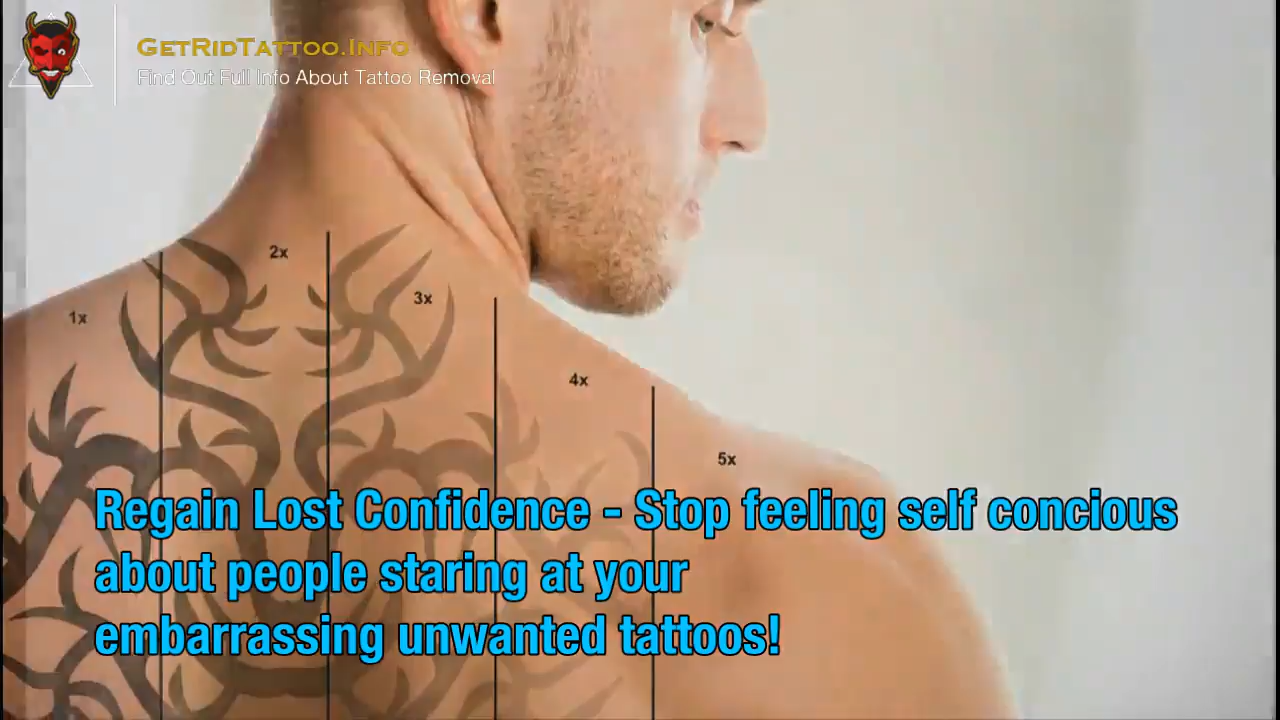 GetRidTattoo.Info
Find Out Full Info About Tattoo Removal
2x
3x
1x
4x
5x
Regain Lost Confidence - Stop feeling self concious
about people staring at your
embarrassing unwanted tattoos!